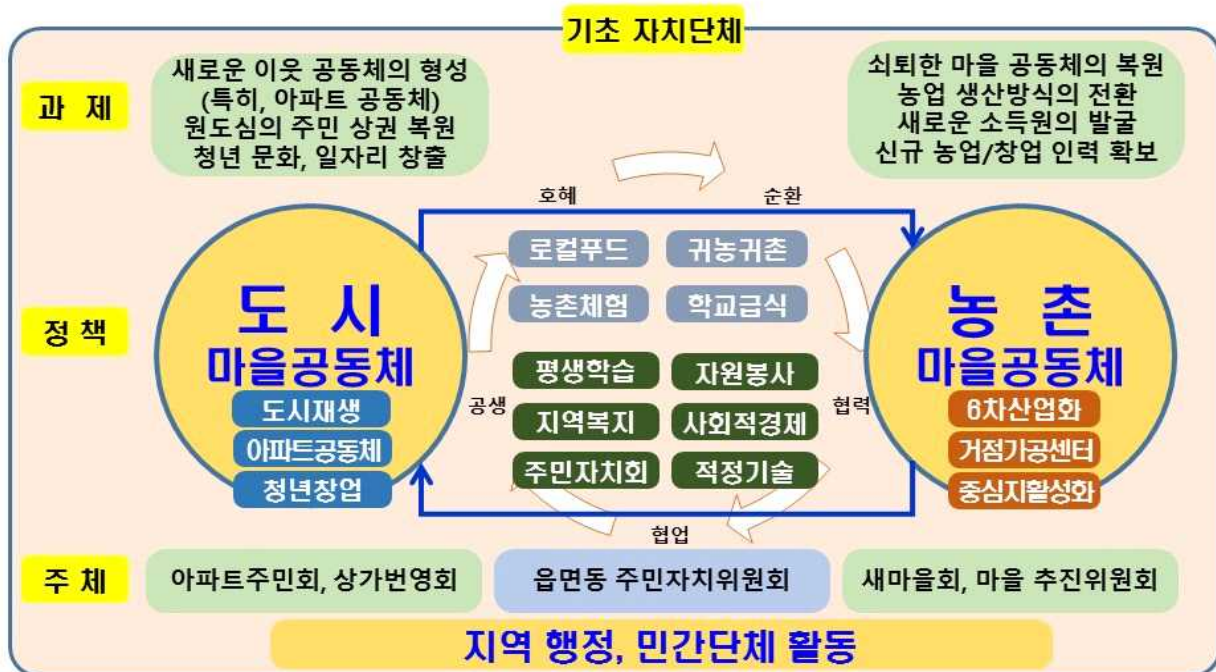 기초 자치단체
과 제
새로운 이웃 공동체의 형성
(특히, 아파트 공동체)
원도심의 주민 상권 복원
청년 문화, 일자리 창출
쇠퇴한 마을 공동체의 복원
농업 생산방식의 전환
새로운 소득원의 발굴
신규 농업/창업 인력 확보
호혜
순환
정 책
도 시
마을공동체
도시재생
아파트공동체
청년창업
공생
로컬푸드
귀농귀촌
농촌체험
학교급식
평생학습
자원봉사
지역복지
사회적경제
주민자치회
적정기술
협력
농 촌
마을공동체
6차산업화
거점가공센터
중심지활성화
협업
주 체
아파트주민회, 상가번영회
읍면동 주민자치위원회
새마을회, 마을 추진위원회
지역 행정, 민간단체 활동